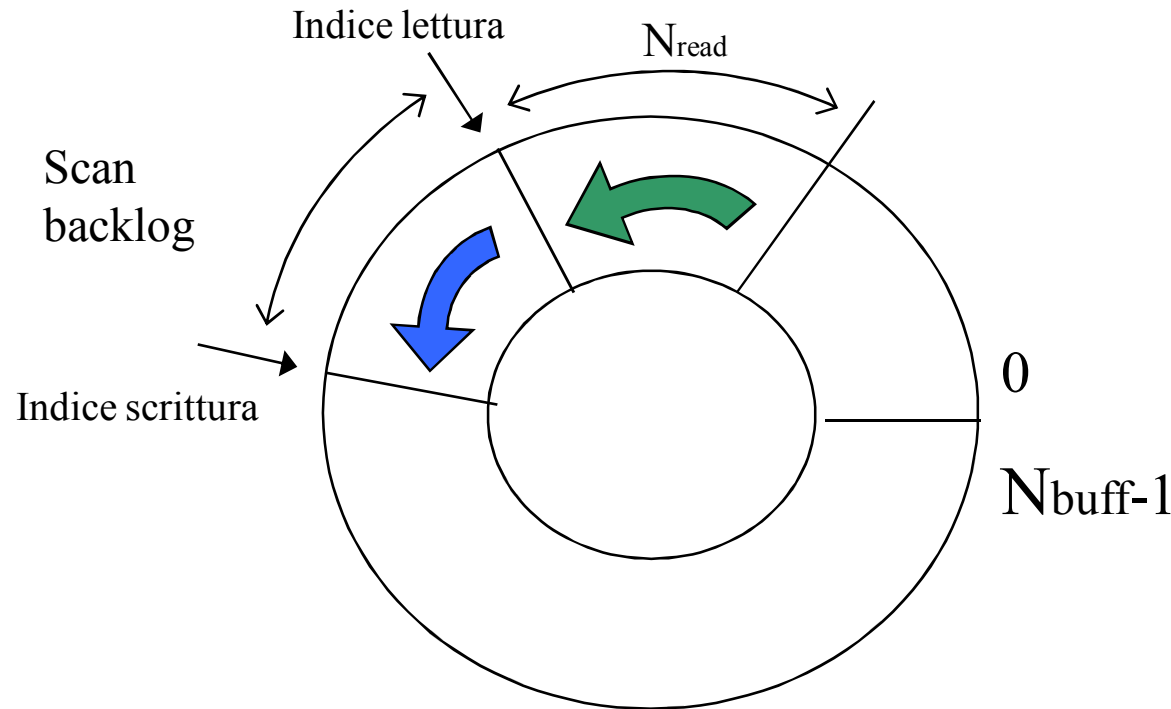 Indice lettura
Nread
Scan
backlog
Indice scrittura
0
Nbuff-1